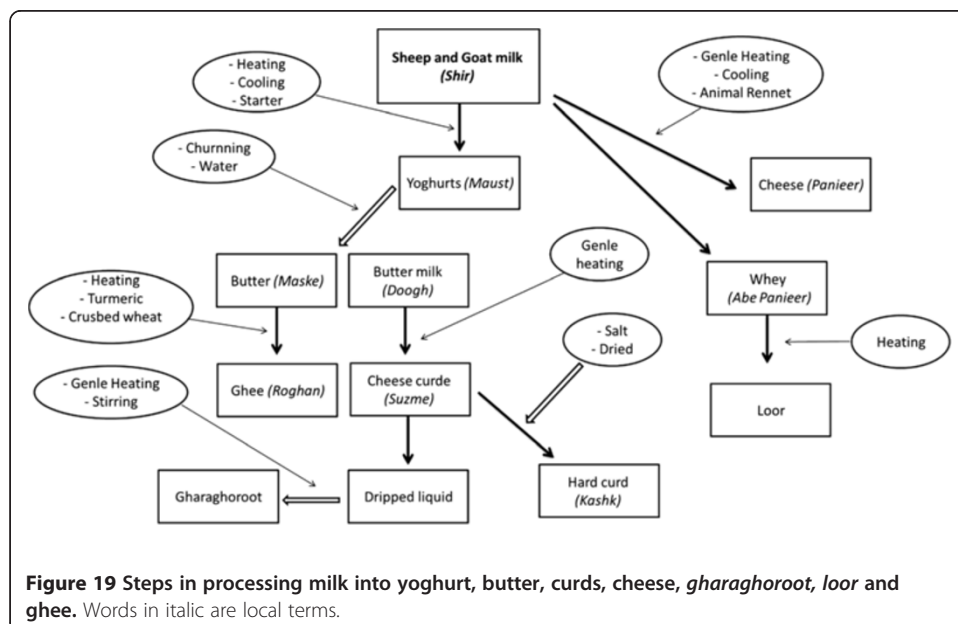 - Heating
- Cooling
- Starter
Sheep and Goat milk
(Shir)
- Genle Heating
- Cooling
- Animal Rennet
- Churnning
- Water
Yoghurts (Maust)
Cheese (Panieer)
Butter (Maske)
Butter milk
(Doogh)
Genle
heating
Whey
(Abe Panieer)
- Heating
- Turmeric
- Crusbed wheat
- Salt
- Dried
Heating
- Genle Heating
- Stirring
Ghee (Roghan)
Cheese curde
(Suzme)
Loor
Gharaghoroot
Dripped liquid
Hard curd
(Kashk)
Figure 19 Steps in processing milk into yoghurt, butter, curds, cheese, gharaghoroot, loor and
ghee. Words in italic are local terms.